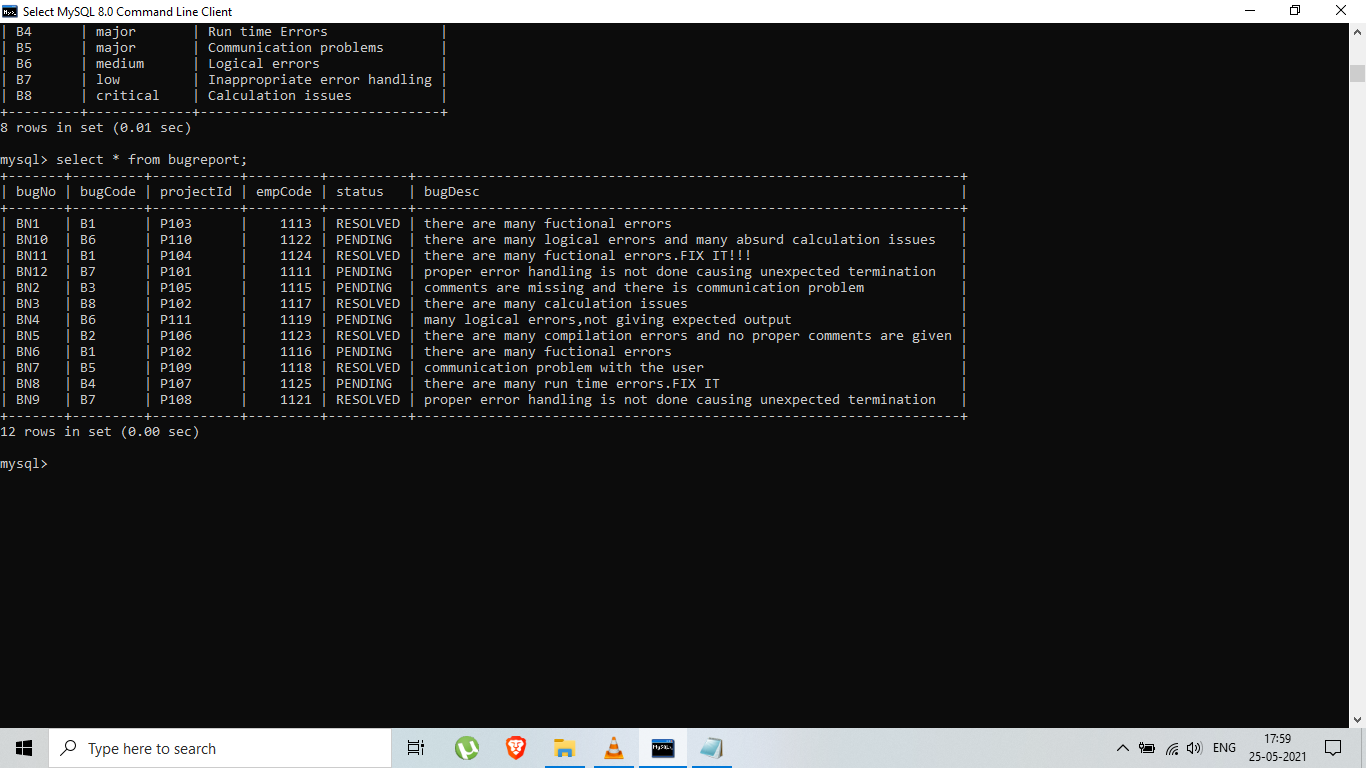 Select MySQL 8.0 Command Line Client
| B4      | major       | Run time Errors              |
| B5      | major       | Communication problems       |
| B6      | medium      | Logical errors               |
| B7      | low         | Inappropriate error handling |
| B8      | critical    | Calculation issues           |
+---------+-------------+------------------------------+
8 rows in set (0.01 sec)
mysql> select * from bugreport;
+-------+---------+-----------+---------+----------+--------------------------------------------------------------------+
| bugNo | bugCode | projectId | empCode | status   | bugDesc                                                            |
+-------+---------+-----------+---------+----------+--------------------------------------------------------------------+
| BN1   | B1      | P103      |    1113 | RESOLVED | there are many fuctional errors                                    |
| BN10  | B6      | P110      |    1122 | PENDING  | there are many logical errors and many absurd calculation issues   |
| BN11  | B1      | P104      |    1124 | RESOLVED | there are many fuctional errors.FIX IT!!!                          |
| BN12  | B7      | P101      |    1111 | PENDING  | proper error handling is not done causing unexpected termination   |
| BN2   | B3      | P105      |    1115 | PENDING  | comments are missing and there is communication problem            |
| BN3   | B8      | P102      |    1117 | RESOLVED | there are many calculation issues                                  |
| BN4   | B6      | P111      |    1119 | PENDING  | many logical errors,not giving expected output                     |
| BN5   | B2      | P106      |    1123 | RESOLVED | there are many compilation errors and no proper comments are given |
| BN6   | B1      | P102      |    1116 | PENDING  | there are many fuctional errors                                    |
| BN7   | B5      | P109      |    1118 | RESOLVED | communication problem with the user                                |
| BN8   | B4      | P107      |    1125 | PENDING  | there are many run time errors.FIX IT                              |
| BN9   | B7      | P108      |    1121 | RESOLVED | proper error handling is not done causing unexpected termination   |
+-------+---------+-----------+---------+----------+--------------------------------------------------------------------+
12 rows in set (0.00 sec)
mysql>
Type here to search
ENG
17:59
25-05-2021